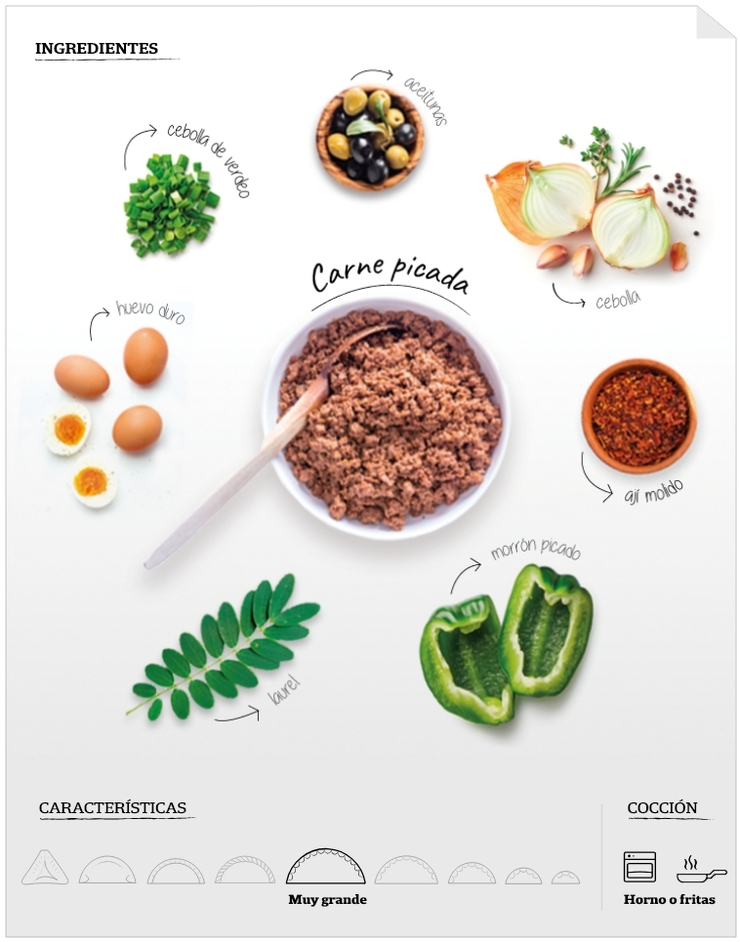 INGREDIENTES
aceitunas
cebolla de verdeo
Carne picada
cebolla
huevo duro
ají molido
morrón picado
laurel
CARACTERÍSTICAS
COCCIÓN
Muy grande
Horno o fritas